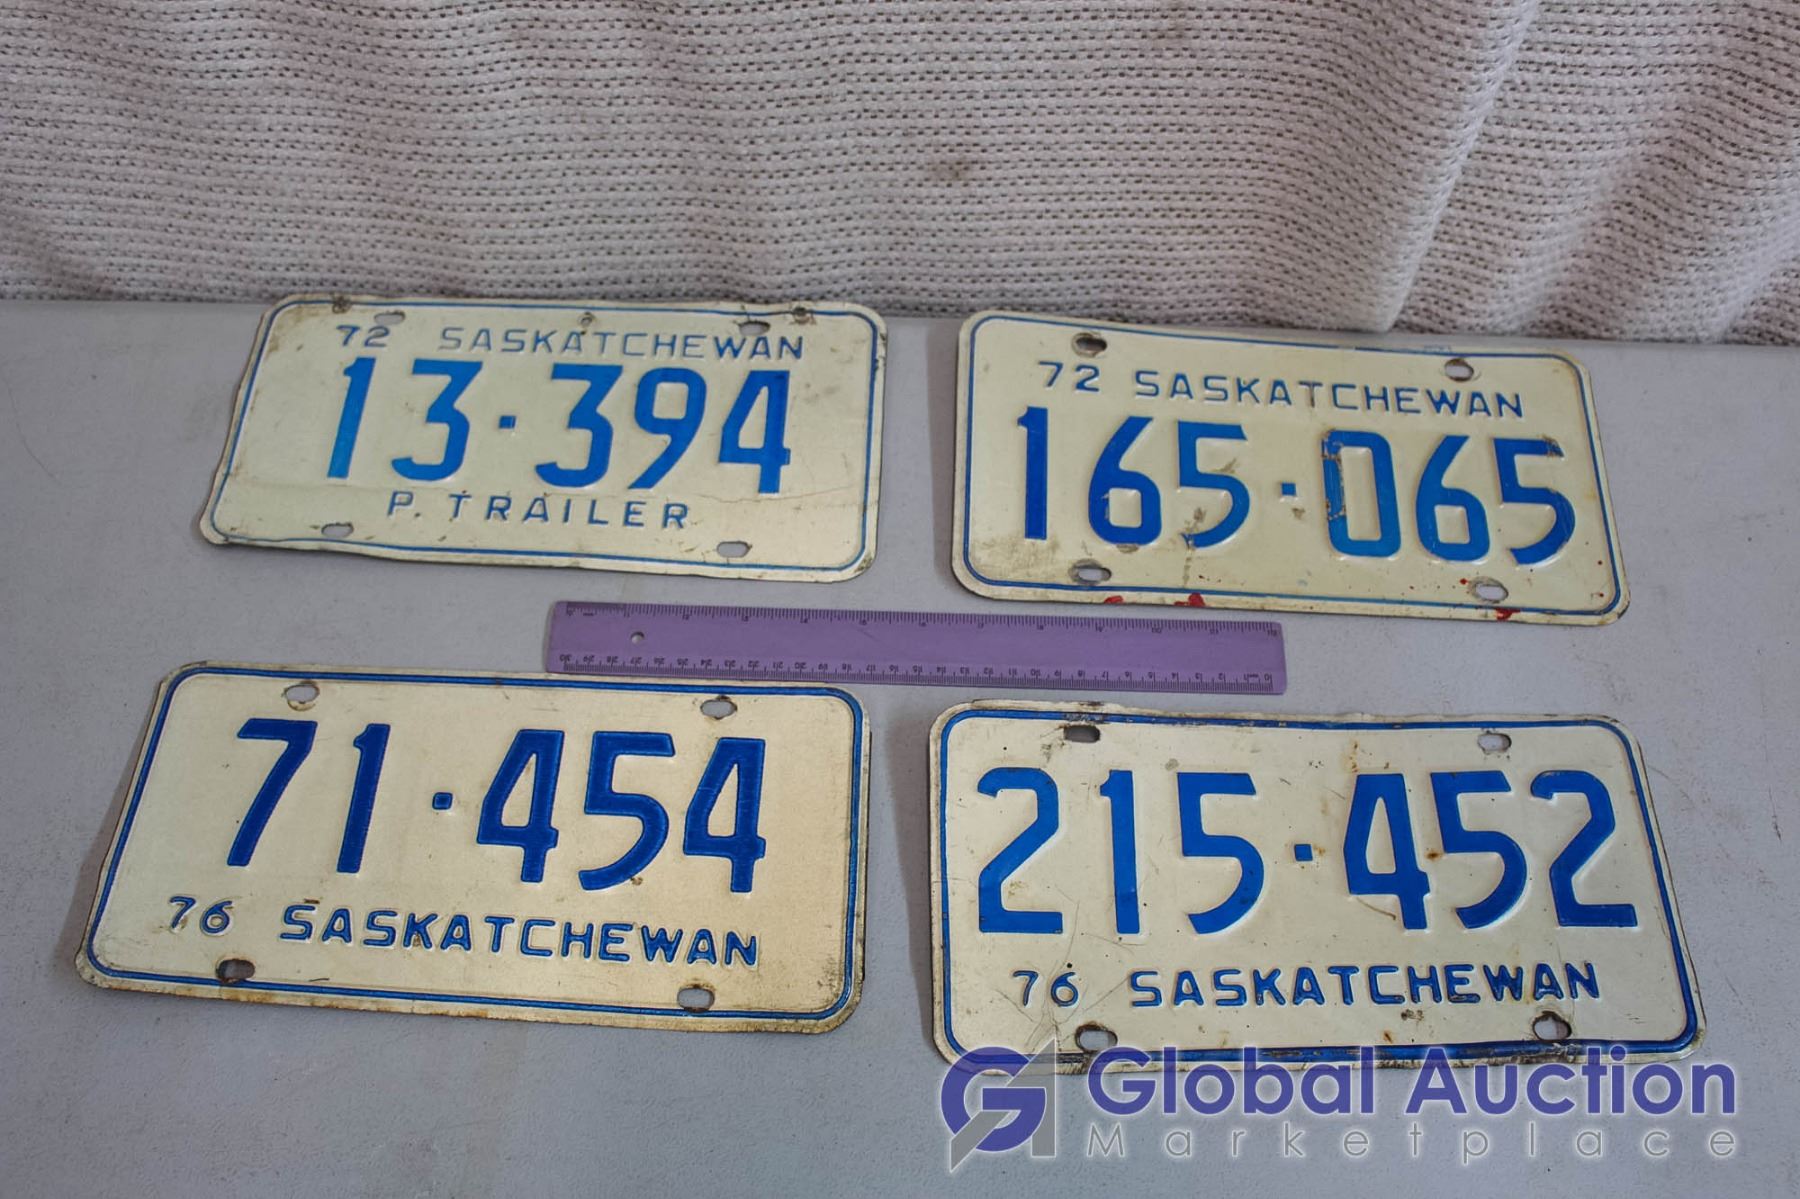 72 SASKATCHEWAN
13·394
P. TRAILER
72 SASKATCHEWAN
165·065
71·454
76 SASKATCHEWAN
215·452
76 SASKATCHEWAN
Global Auction
Marketplace